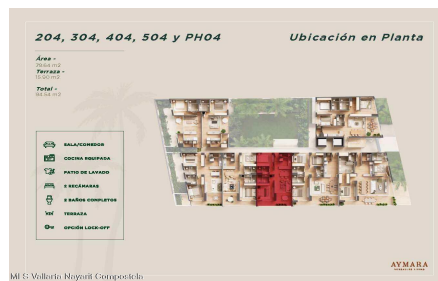 204, 304, 404, 504 y PH04
Ubicación en Planta
Área -
Terraza -
Total -
SALA/COMEDOR
COCINA EQUIPADA
PATIO DE LAVADO
2 RECÁMARAS
2 BAÑOS COMPLETOS
TERRAZA
OPCIÓN LOCK-OFF
AYMARA
MLS Vallarta Nayarit Compostela